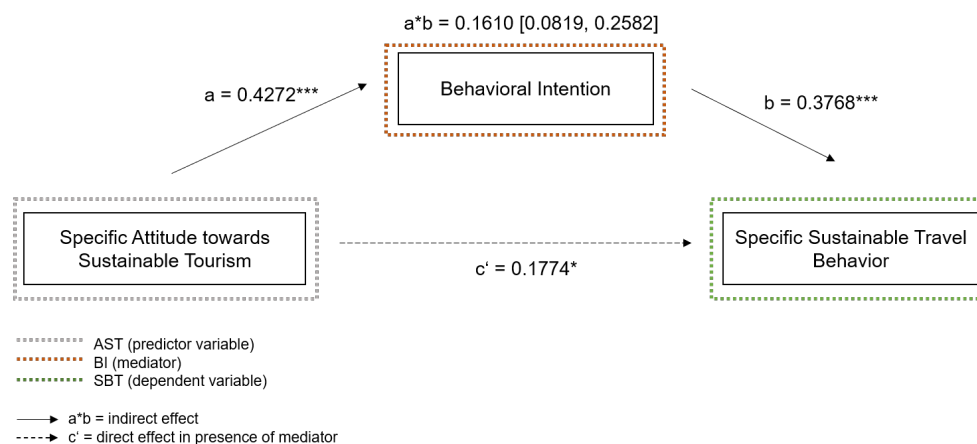 a*b = 0.1610 [0.0819, 0.2582]
Behavioral Intention
a = 0.4272***
b = 0.3768***
Specific Attitude towards
Sustainable Tourism
Specific Sustainable Travel
Behavior
c‘ = 0.1774*
AST (predictor variable)
BI (mediator)
SBT (dependent variable)
a*b = indirect effect
c‘ = direct effect in presence of mediator